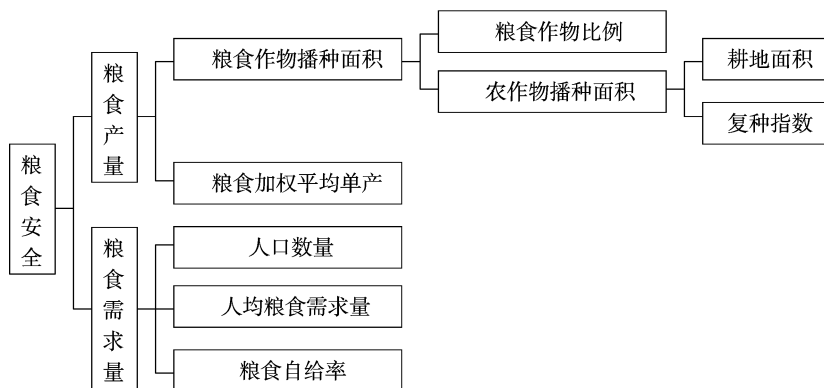 粮食安全
粮食产量
粮食作物播种面积
粮食作物比例
农作物播种面积
耕地面积
复种指数
粮食加权平均单产
粮食需求量
人口数量
人均粮食需求量
粮食自给率